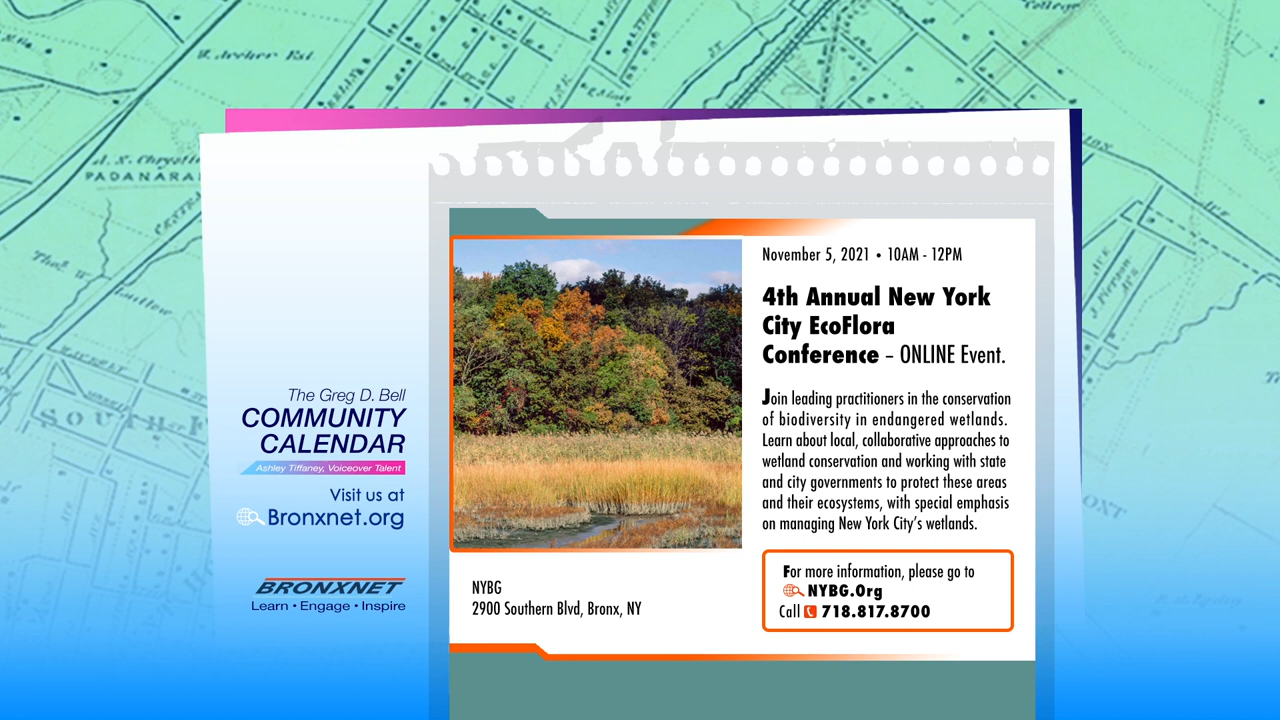 College
W. Archer Est.
PADANARA
The Greg D. Bell
COMMUNITY
CALENDAR
Ashley Tiffaney, Voiceover Talent
Visit us at
Bronxnet.org
BRONXNET
Learn • Engage • Inspire
November 5, 2021 • 10AM - 12PM
4th Annual New York
City EcoFlora
Conference – ONLINE Event.
Join leading practitioners in the conservation
of biodiversity in endangered wetlands.
Learn about local, collaborative approaches to
wetland conservation and working with state
and city governments to protect these areas
and their ecosystems, with special emphasis
on managing New York City's wetlands.
NYBG
2900 Southern Blvd, Bronx, NY
For more information, please go to
NYBG.Org
Call 718.817.8700